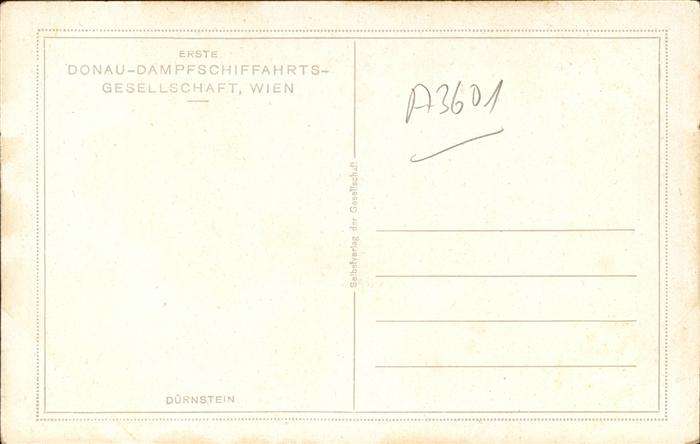 ERSTE
DONAU-DAMPFSCHIFFAHRTS-
GESELLSCHAFT, WIEN
A3601
Selbstverlag der Gesellschaft
DÜRNSTEIN